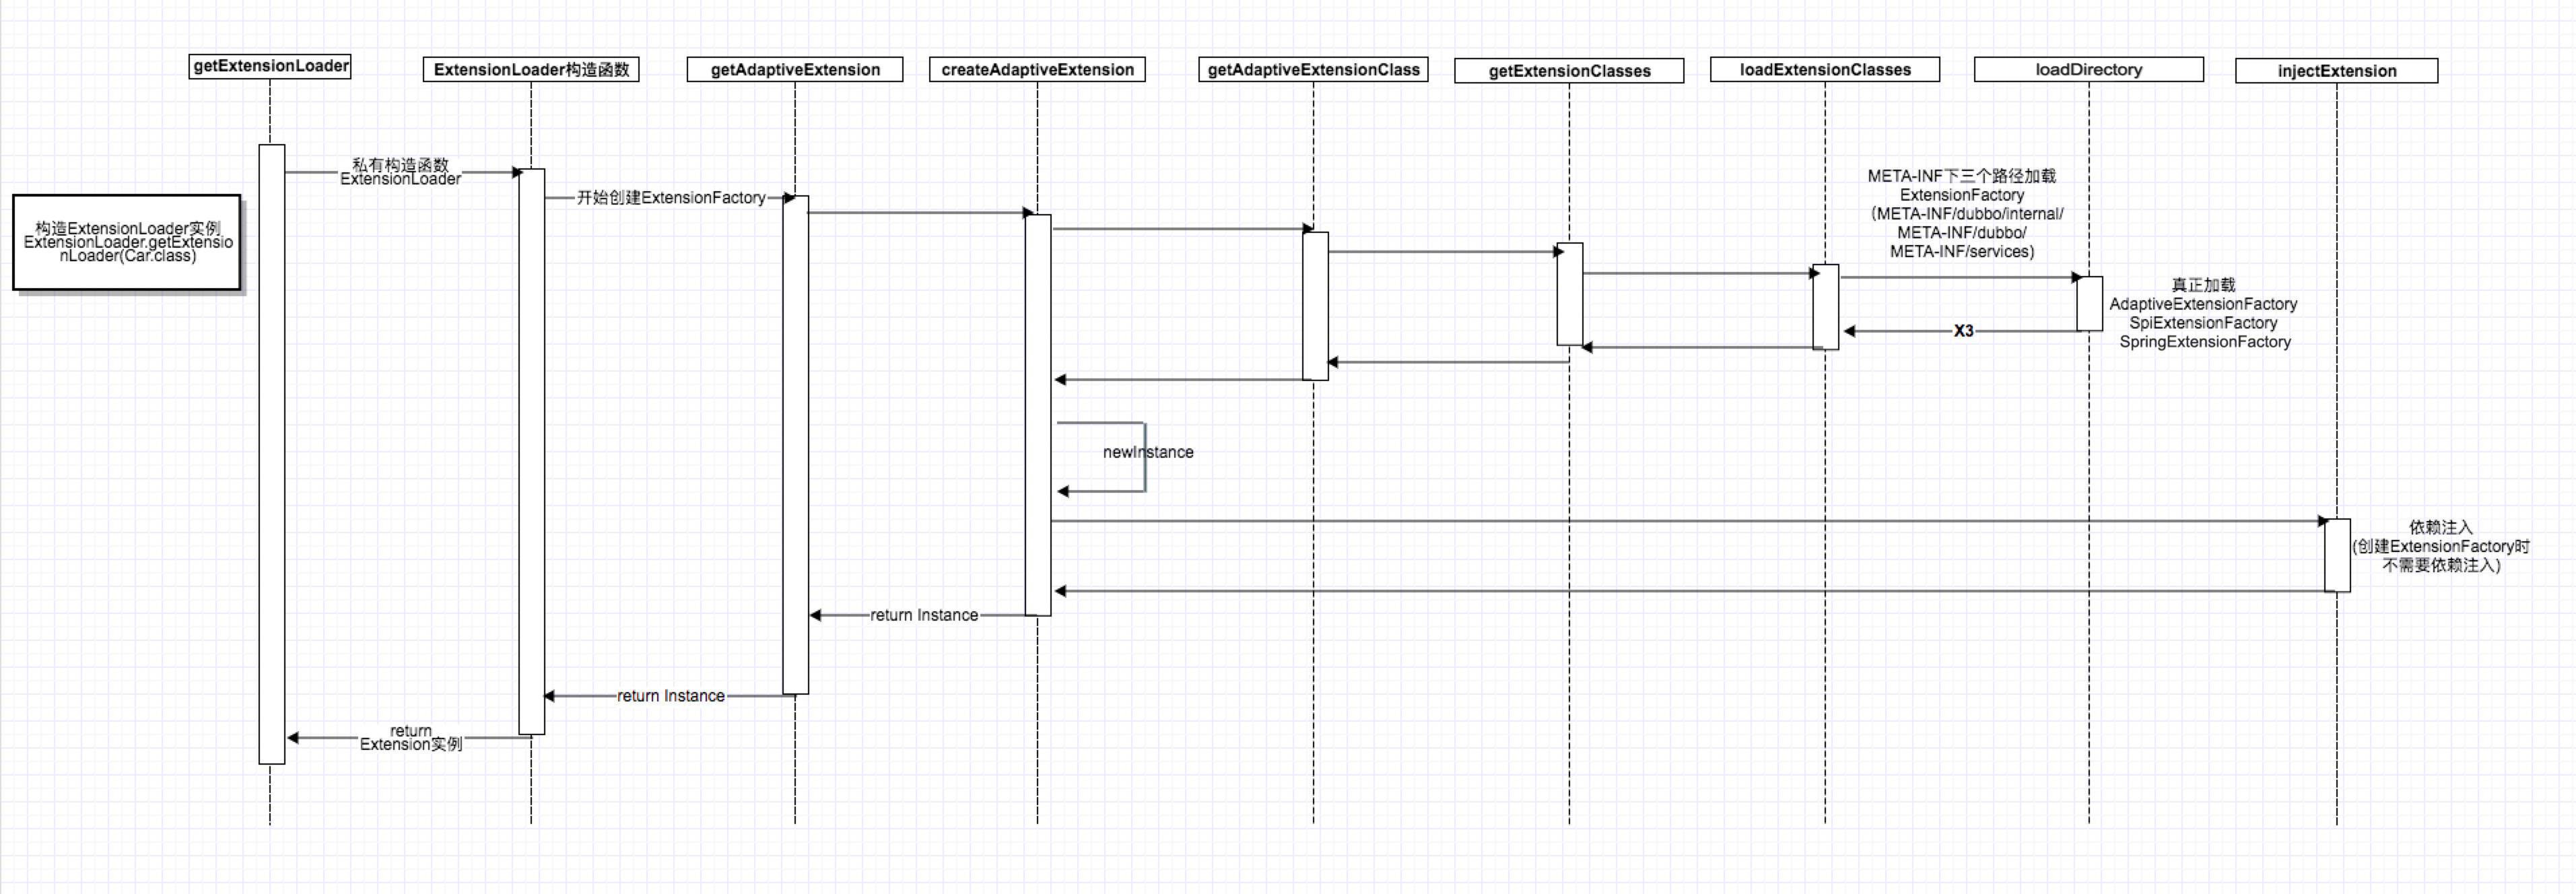 getExtensionLoader
ExtensionLoader构造函数
getAdaptiveExtension
createAdaptiveExtension
getAdaptiveExtensionClass
getExtensionClasses
loadExtensionClasses
loadDirectory
injectExtension
私有构造函数
ExtensionLoader
开始创建ExtensionFactory
构造ExtensionLoader实例
ExtensionLoader.getExtensio
nLoader(Car.class)
META-INF下三个路径加载
ExtensionFactory
（META-INF/dubbo/internal/
META-INF/dubbo/
META-INF/services)
真正加载
AdaptiveExtensionFactory
SpiExtensionFactory
SpringExtensionFactory
X3
newInstance
依赖注入
(创建ExtensionFactory时
不需要依赖注入)
return Instance
return Instance
return
Extension实例